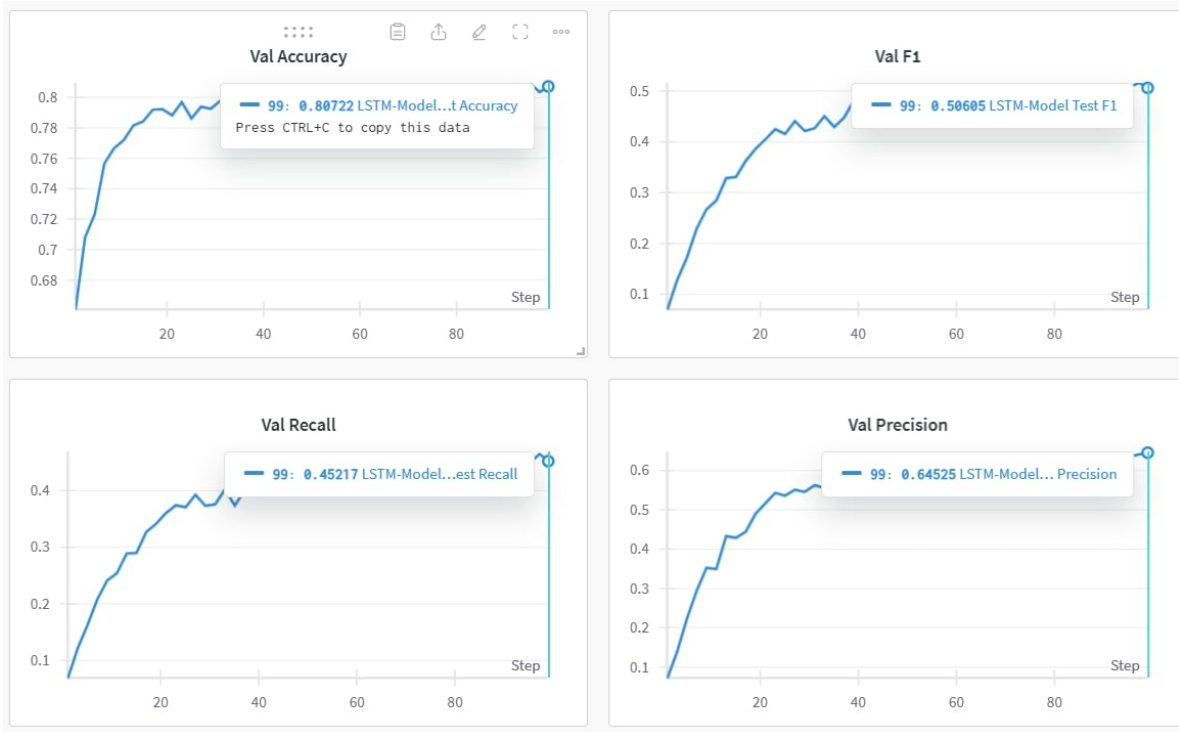 Val Accuracy
0.8
0.78
0.76
0.74
0.72
0.7
0.68
99: 0.80722 LSTM-Model...t Accuracy
Press CTRL+C to copy this data
Step
20 40 60 80
Val F1
0.5
0.4
0.3
0.2
0.1
99: 0.50605 LSTM-Model Test F1
Step
20 40 60 80
Val Recall
0.4
0.3
0.2
0.1
99: 0.45217 LSTM-Model...est Recall
Step
20 40 60 80
Val Precision
0.6
0.5
0.4
0.3
0.2
0.1
99: 0.64525 LSTM-Model... Precision
Step
20 40 60 80